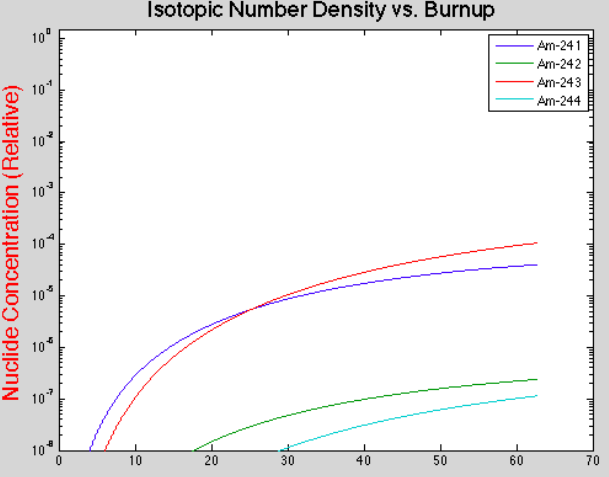 Isotopic Number Density vs. Burnup
Nuclide Concentration (Relative)
10^0
10^-1
10^-2
10^-3
10^-4
10^-5
10^-6
10^-7
10^-8
0 10 20 30 40 50 60 70
Am-241
Am-242
Am-243
Am-244